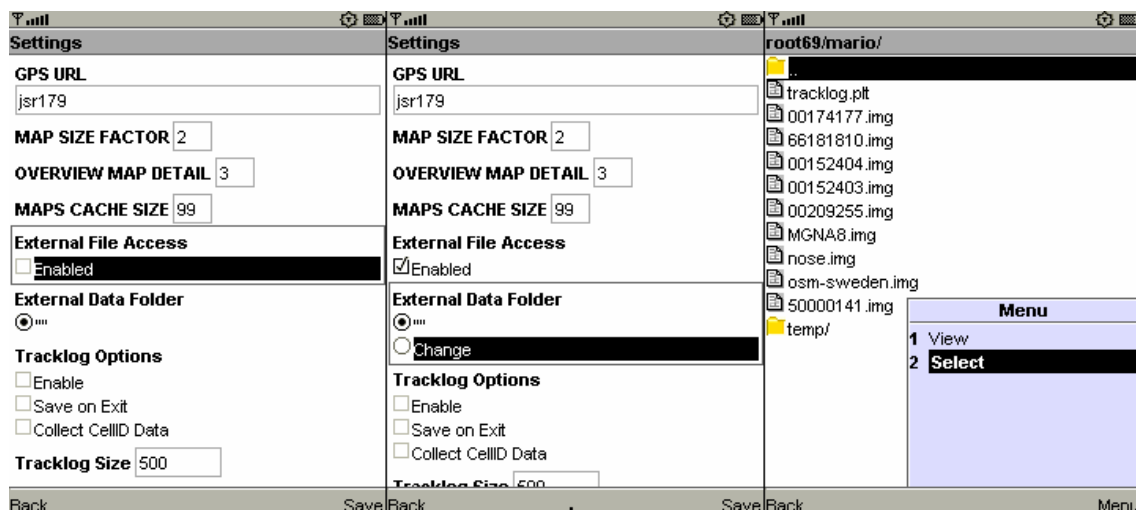 Settings
GPS URL
jsr179
MAP SIZE FACTOR 2
OVERVIEW MAP DETAIL 3
MAPS CACHE SIZE 99
External File Access
Enabled
External Data Folder
""
Tracklog Options
Enable
Save on Exit
Collect CellID Data
Tracklog Size 500
Back Save
Settings
GPS URL
jsr179
MAP SIZE FACTOR 2
OVERVIEW MAP DETAIL 3
MAPS CACHE SIZE 99
External File Access
Enabled
External Data Folder
""
Change
Tracklog Options
Enable
Save on Exit
Collect CellID Data
Tracklog Size 500
Back Save
root69/mario/
..
tracklog.plt
00174177.img
66181810.img
00152404.img
00152403.img
00209255.img
MGNA8.img
nose.img
osm-sweden.img
50000141.img
temp/
Menu
1 View
2 Select
Back Menu